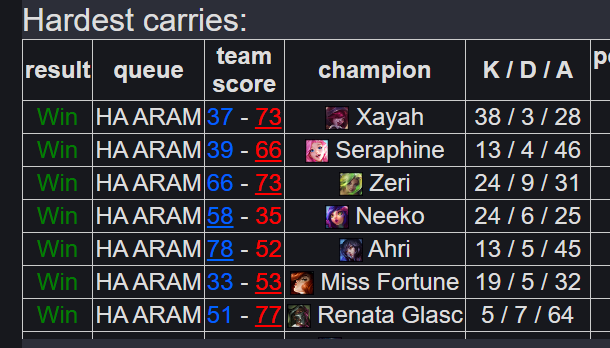 Hardest carries:
result queue team score champion K / D / A
Win HA ARAM 37 - 73 Xayah 38 / 3 / 28
Win HA ARAM 39 - 66 Seraphine 13 / 4 / 46
Win HA ARAM 66 - 73 Zeri 24 / 9 / 31
Win HA ARAM 58 - 35 Neeko 24 / 6 / 25
Win HA ARAM 78 - 52 Ahri 13 / 5 / 45
Win HA ARAM 33 - 53 Miss Fortune 19 / 5 / 32
Win HA ARAM 51 - 77 Renata Glasc 5 / 7 / 64